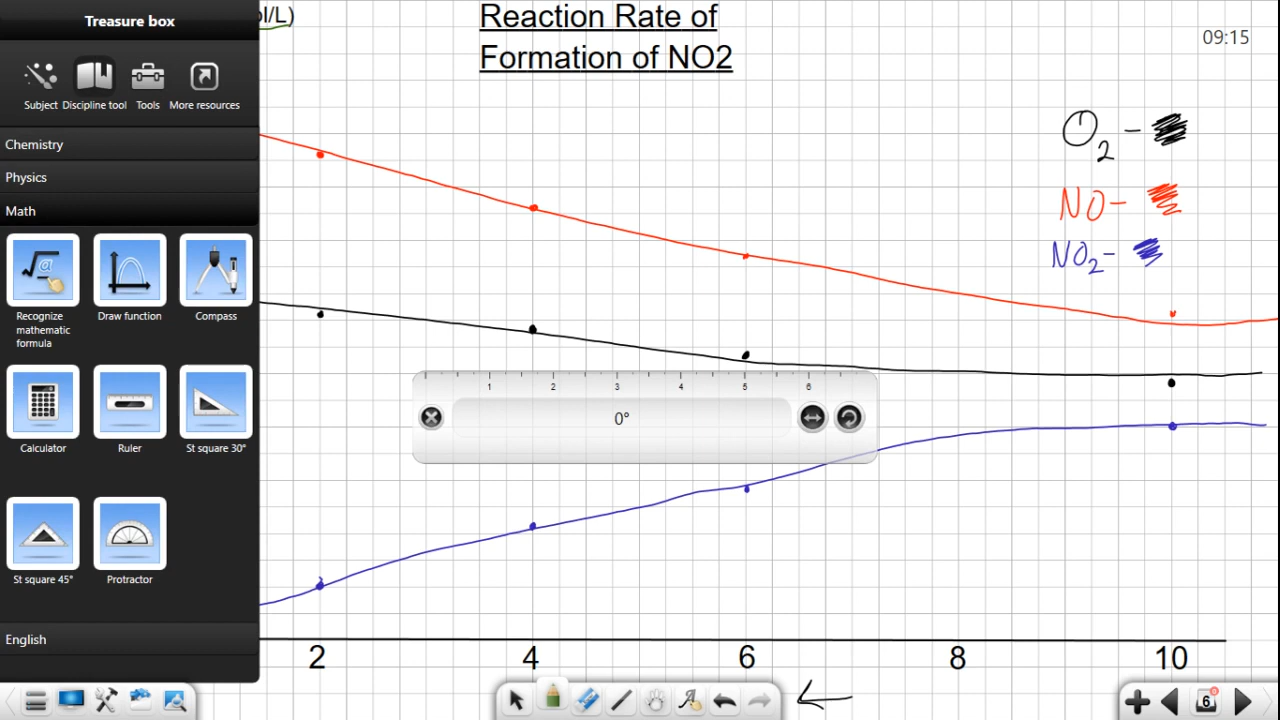 Treasure box
ol/L)
Reaction Rate of
Formation of NO2
09:15
Subject
Discipline tool
Tools
More resources
O2 -
NO-
NO2-
Chemistry
Physics
Math
Recognize
mathematic
formula
Draw function
Compass
1 2 3 4 5 6
0°
Calculator
Ruler
St square 30°
St square 45°
Protractor
English
2 4 6 8 10
6